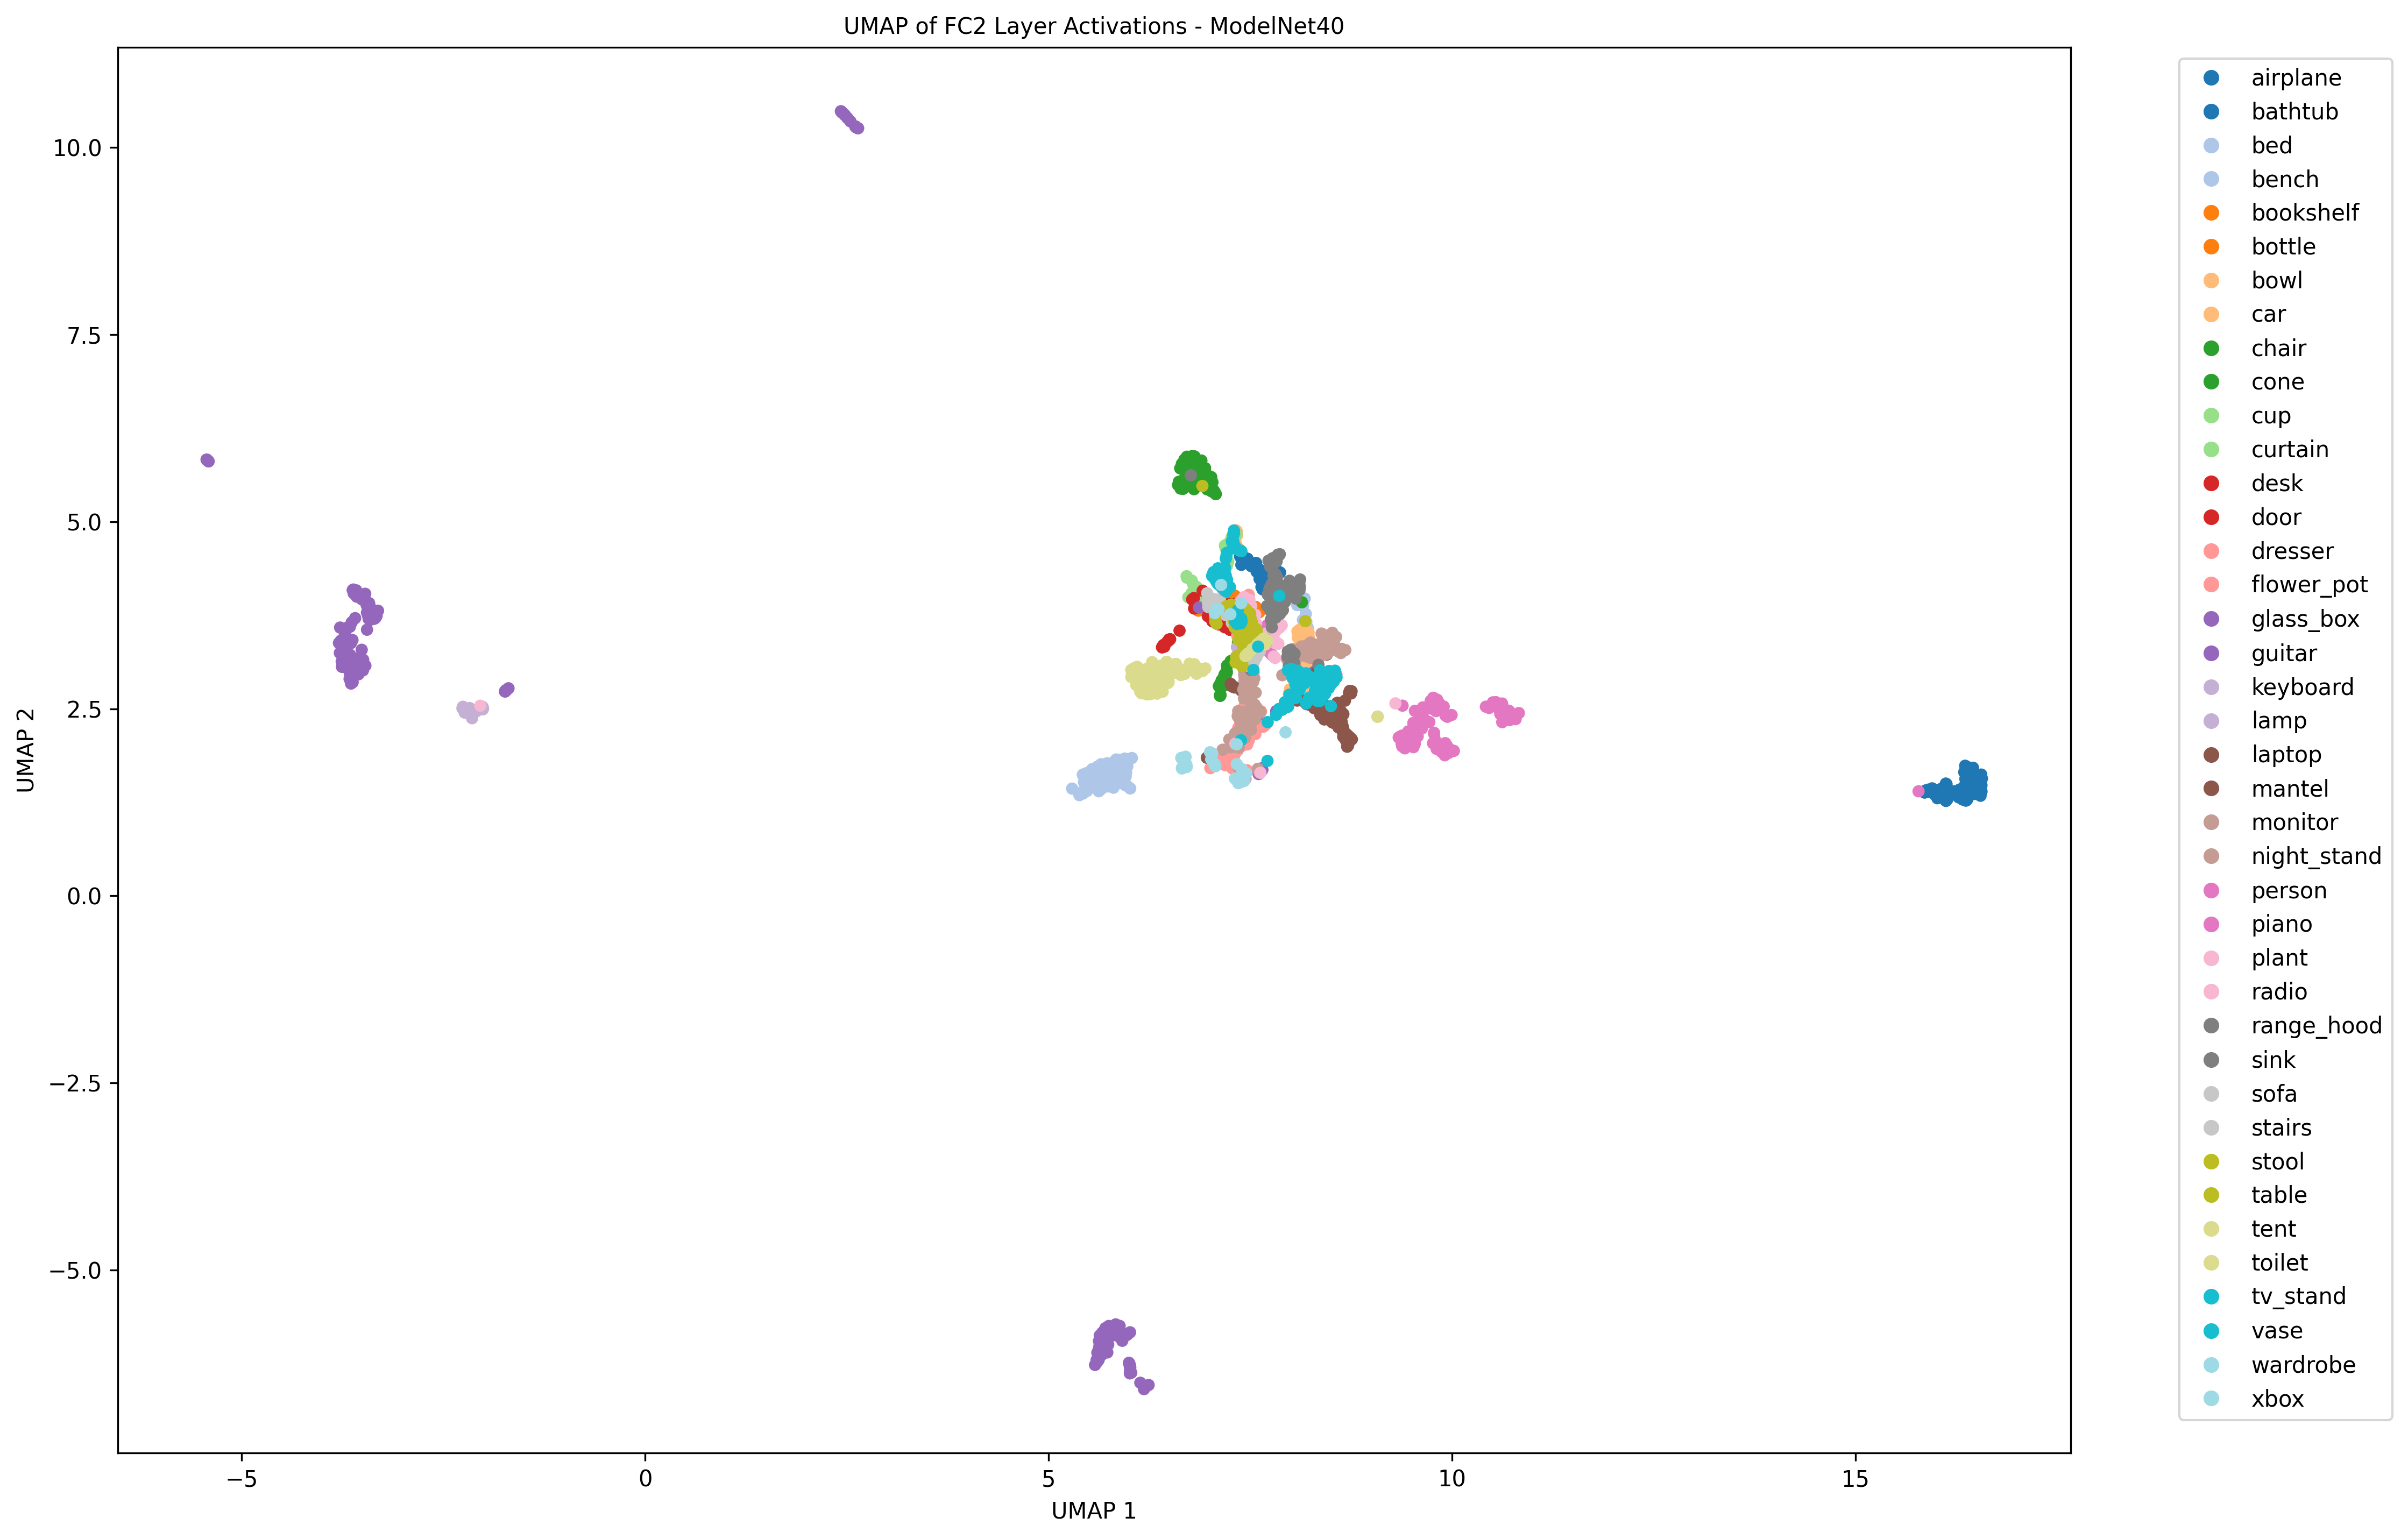 UMAP of FC2 Layer Activations - ModelNet40
10.0
7.5
5.0
2.5
0.0
−2.5
−5.0
UMAP 2
−5
0
5
10
15
UMAP 1
airplane
bathtub
bed
bench
bookshelf
bottle
bowl
car
chair
cone
cup
curtain
desk
door
dresser
flower_pot
glass_box
guitar
keyboard
lamp
laptop
mantel
monitor
night_stand
person
piano
plant
radio
range_hood
sink
sofa
stairs
stool
table
tent
toilet
tv_stand
vase
wardrobe
xbox